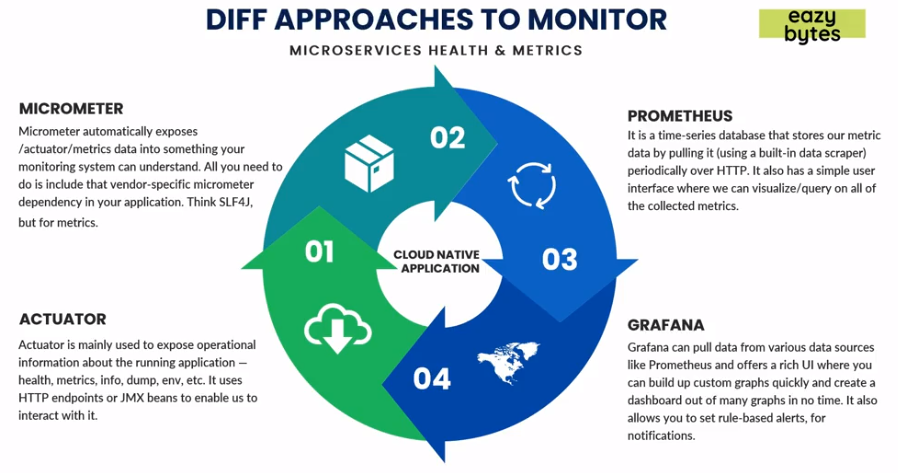 DIFF APPROACHES TO MONITOR
eazy
bytes
MICROSERVICES HEALTH & METRICS
MICROMETER
Micrometer automatically exposes
/actuator/metrics data into something your
monitoring system can understand. All you need to
do is include that vendor-specific micrometer
dependency in your application. Think SLF4J,
but for metrics.
02
PROMETHEUS
It is a time-series database that stores our metric
data by pulling it (using a built-in data scraper)
periodically over HTTP. It also has a simple user
interface where we can visualize/query on all of
the collected metrics.
01
CLOUD NATIVE
APPLICATION
03
ACTUATOR
Actuator is mainly used to expose operational
information about the running application —
health, metrics, info, dump, env, etc. It uses
HTTP endpoints or JMX beans to enable us to
interact with it.
04
GRAFANA
Grafana can pull data from various data sources
like Prometheus and offers a rich UI where you
can build up custom graphs quickly and create a
dashboard out of many graphs in no time. It also
allows you to set rule-based alerts, for
notifications.